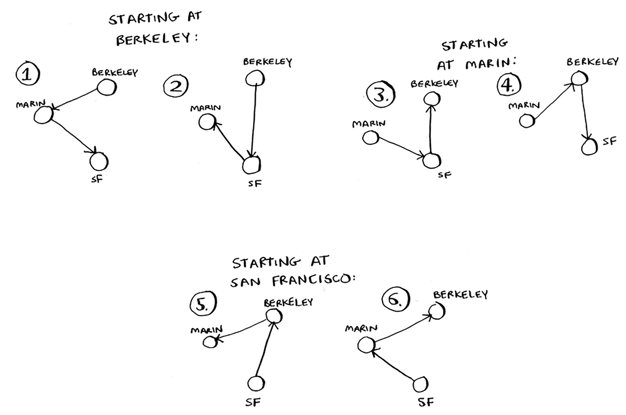 STARTING AT
BERKELEY:
1
BERKELEY
MARIN
SF
2
BERKELEY
MARIN
SF
STARTING
AT MARIN:
3.
BERKELEY
MARIN
SF
4.
BERKELEY
MARIN
SF
STARTING AT
SAN FRANCISCO:
5.
BERKELEY
MARIN
SF
6.
BERKELEY
MARIN
SF